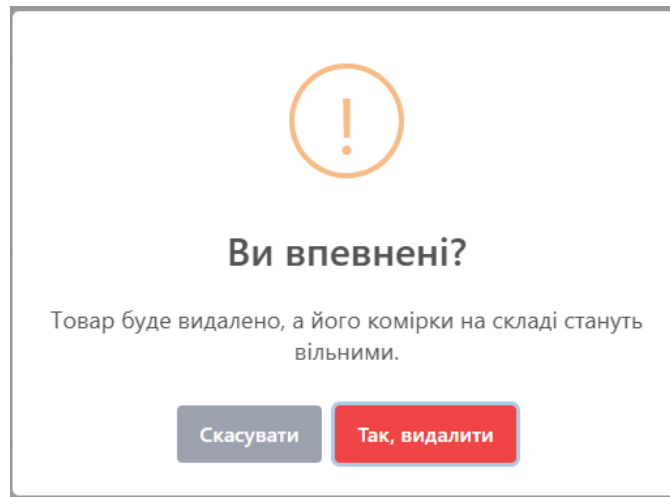 !
Ви впевнені?
Товар буде видалено, а його комірки на складі стануть
вільними.
Скасувати
Так, видалити